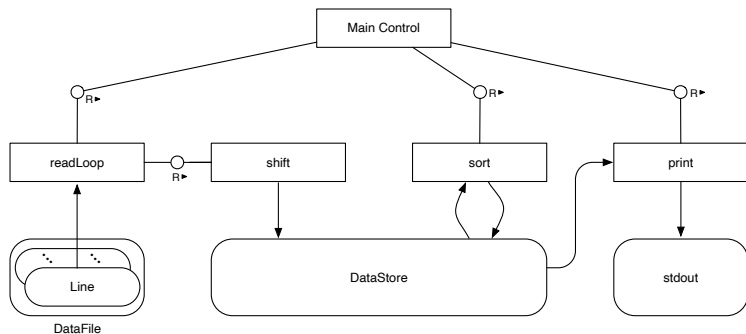 Main Control
R
R
R
readLoop
R
shift
sort
print
Line
DataStore
stdout
DataFile